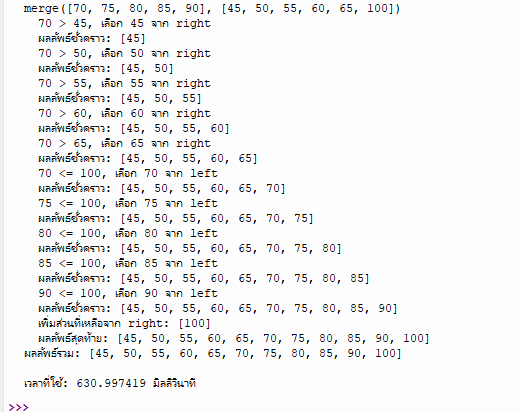 merge([70, 75, 80, 85, 90], [45, 50, 55, 60, 65, 100])
70 > 45, เลือก 45 จาก right
ผลลัพธ์ชั่วคราว: [45]
70 > 50, เลือก 50 จาก right
ผลลัพธ์ชั่วคราว: [45, 50]
70 > 55, เลือก 55 จาก right
ผลลัพธ์ชั่วคราว: [45, 50, 55]
70 > 60, เลือก 60 จาก right
ผลลัพธ์ชั่วคราว: [45, 50, 55, 60]
70 > 65, เลือก 65 จาก right
ผลลัพธ์ชั่วคราว: [45, 50, 55, 60, 65]
70 <= 100, เลือก 70 จาก left
ผลลัพธ์ชั่วคราว: [45, 50, 55, 60, 65, 70]
75 <= 100, เลือก 75 จาก left
ผลลัพธ์ชั่วคราว: [45, 50, 55, 60, 65, 70, 75]
80 <= 100, เลือก 80 จาก left
ผลลัพธ์ชั่วคราว: [45, 50, 55, 60, 65, 70, 75, 80]
85 <= 100, เลือก 85 จาก left
ผลลัพธ์ชั่วคราว: [45, 50, 55, 60, 65, 70, 75, 80, 85]
90 <= 100, เลือก 90 จาก left
ผลลัพธ์ชั่วคราว: [45, 50, 55, 60, 65, 70, 75, 80, 85, 90]
เพิ่มส่วนที่เหลือจาก right: [100]
ผลลัพธ์สุดท้าย: [45, 50, 55, 60, 65, 70, 75, 80, 85, 90, 100]
ผลลัพธ์รวม: [45, 50, 55, 60, 65, 70, 75, 80, 85, 90, 100]
เวลาที่ใช้: 630.997419 มิลลิวินาที
>>>